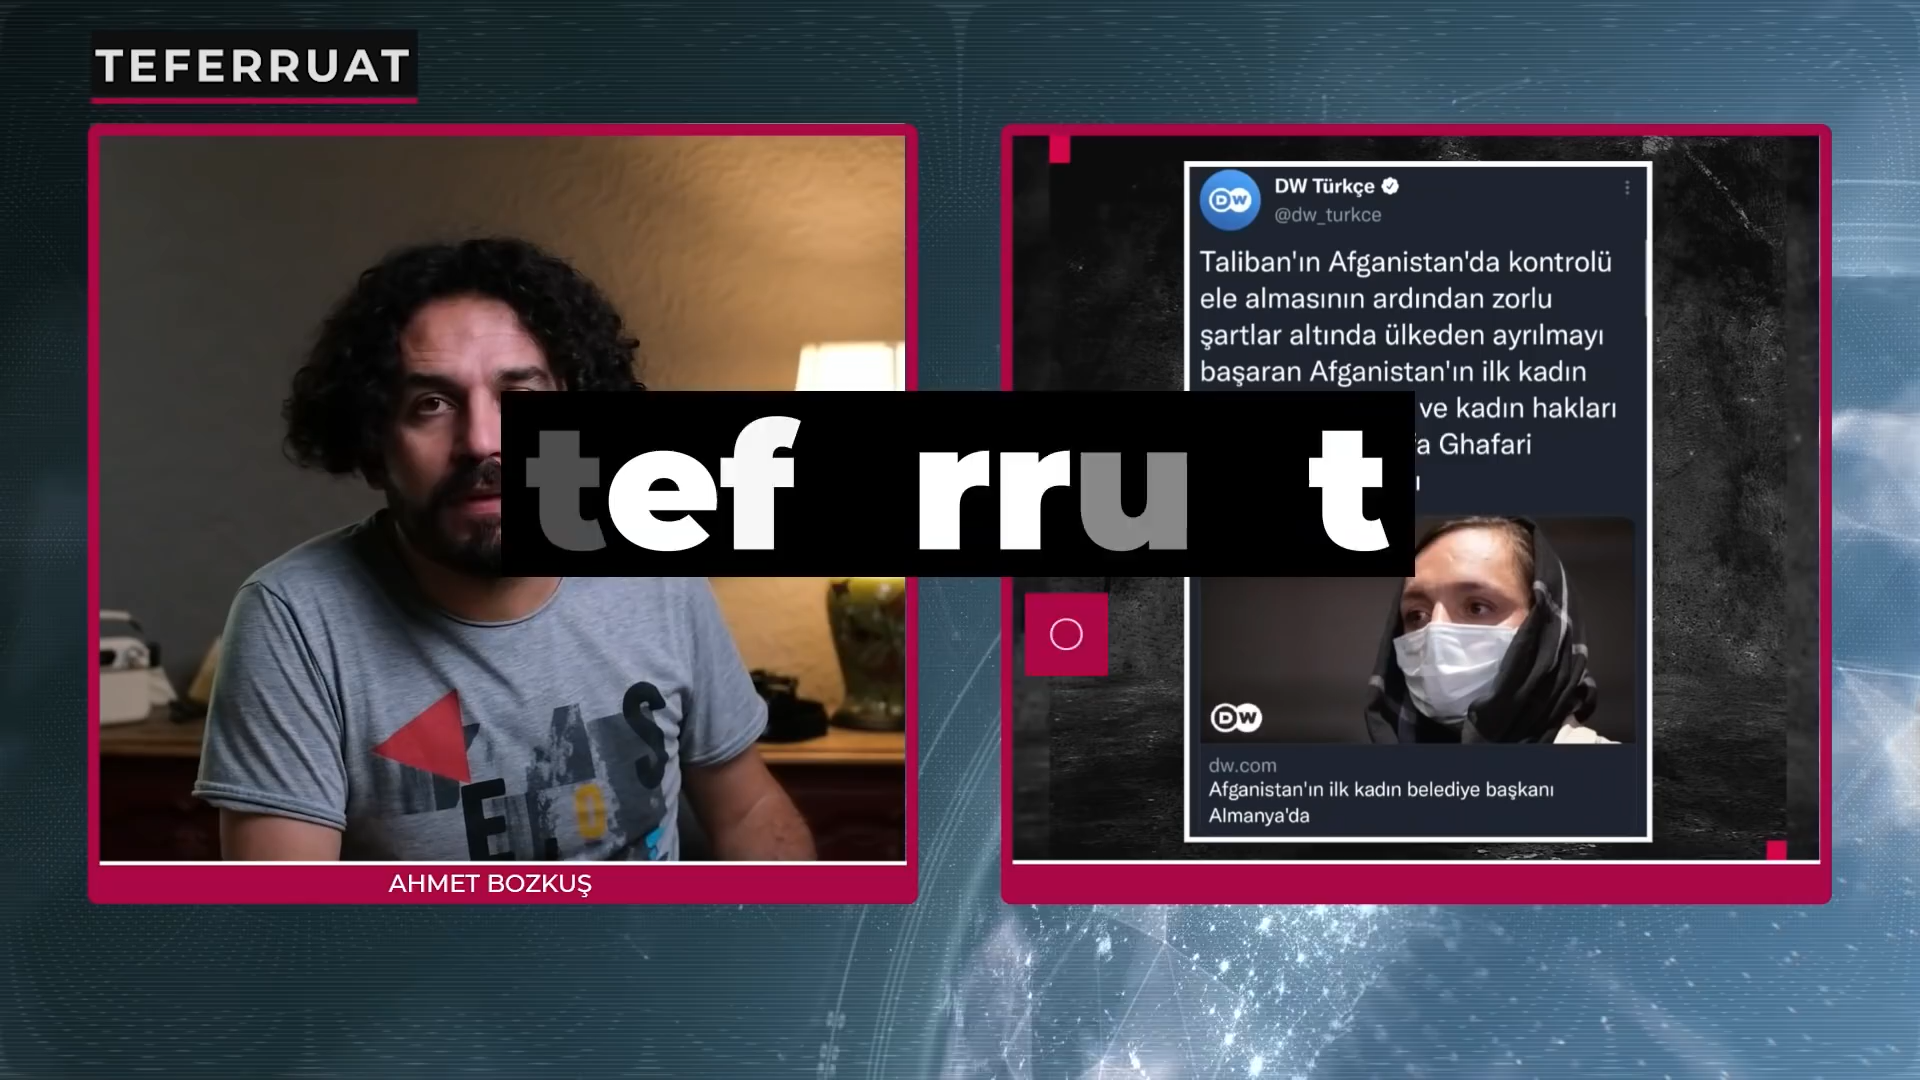 TEFERRUAT
DW Türkçe
@dw_turkce
Taliban'ın Afganistan'da kontrolü
ele almasının ardından zorlu
şartlar altında ülkeden ayrılmayı
başaran Afganistan'ın ilk kadın
ve kadın hakları
Ghafari
tef rru t
DW
dw.com
Afganistan'ın ilk kadın belediye başkanı
Almanya'da
AHMET BOZKUŞ